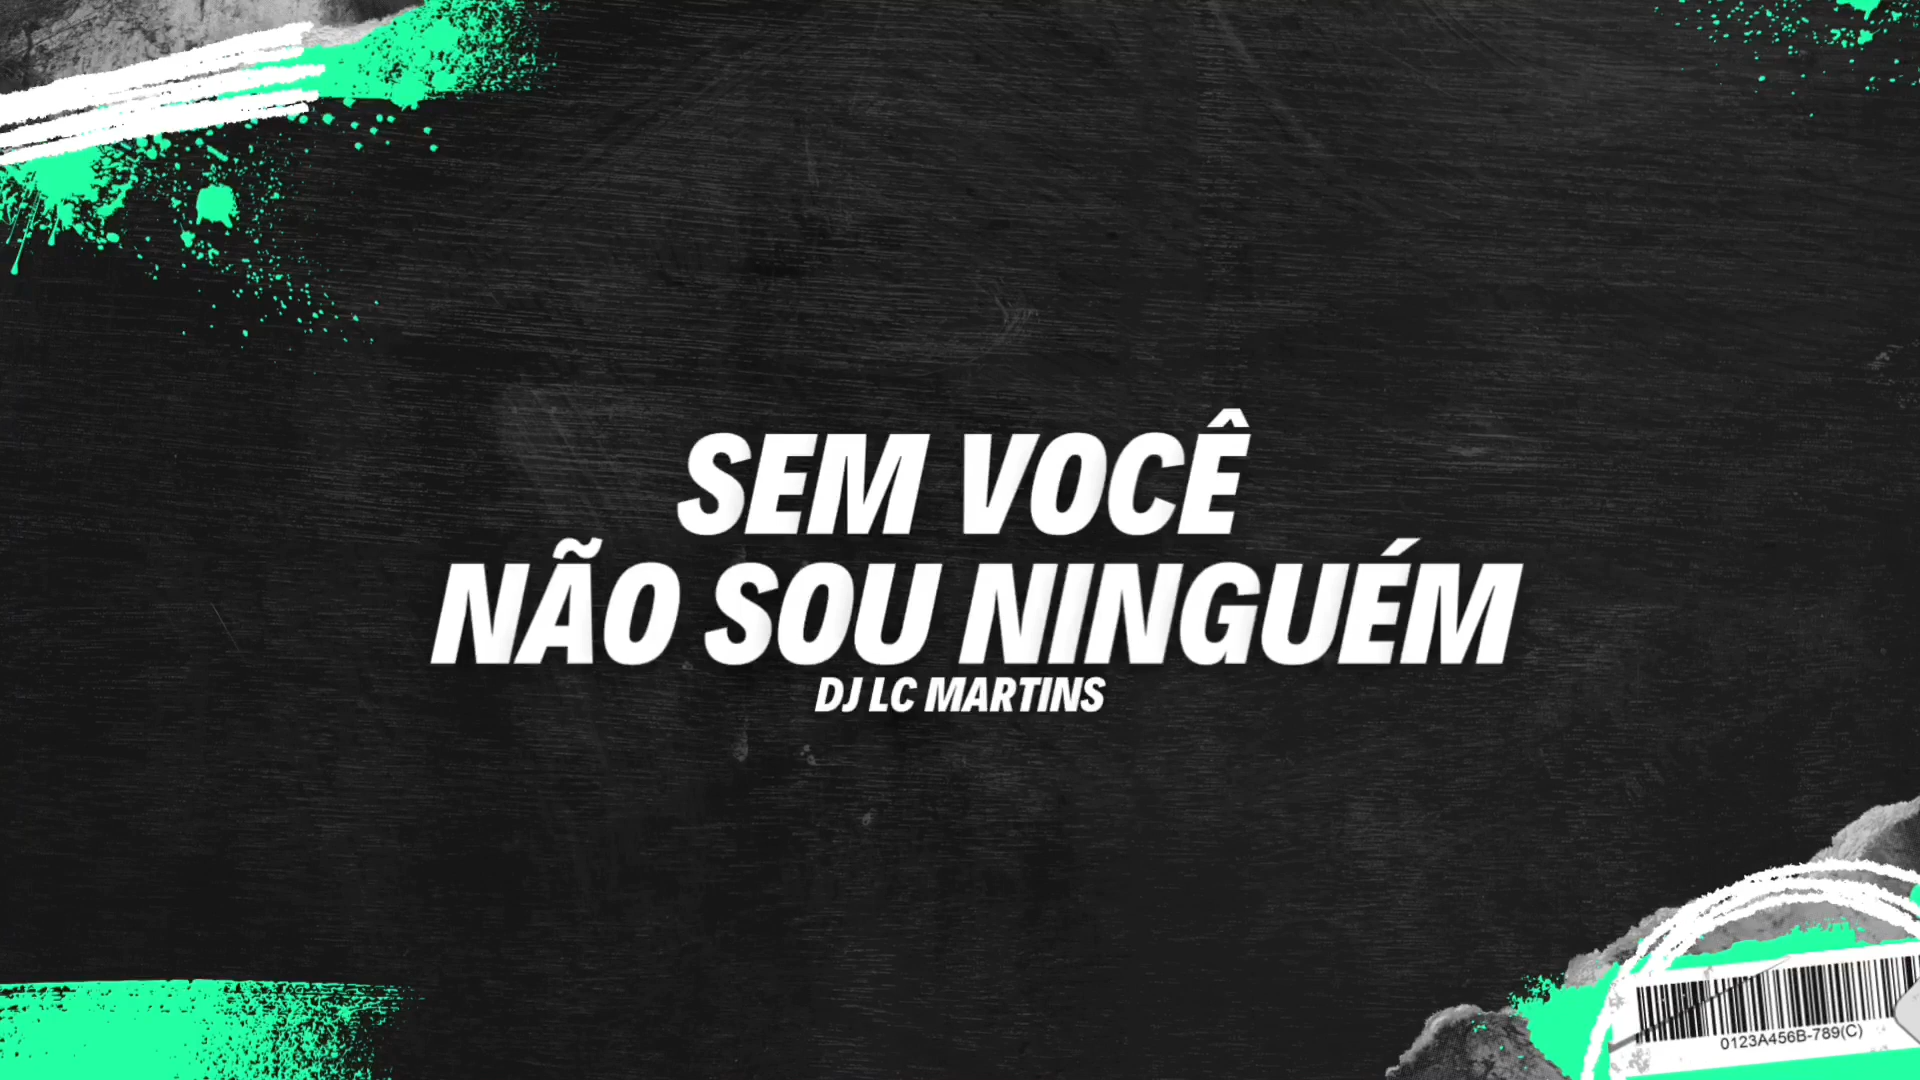 SEM VOCÊ
NÃO SOU NINGUÉM
DJ LC MARTINS
0123A456B-789(C)